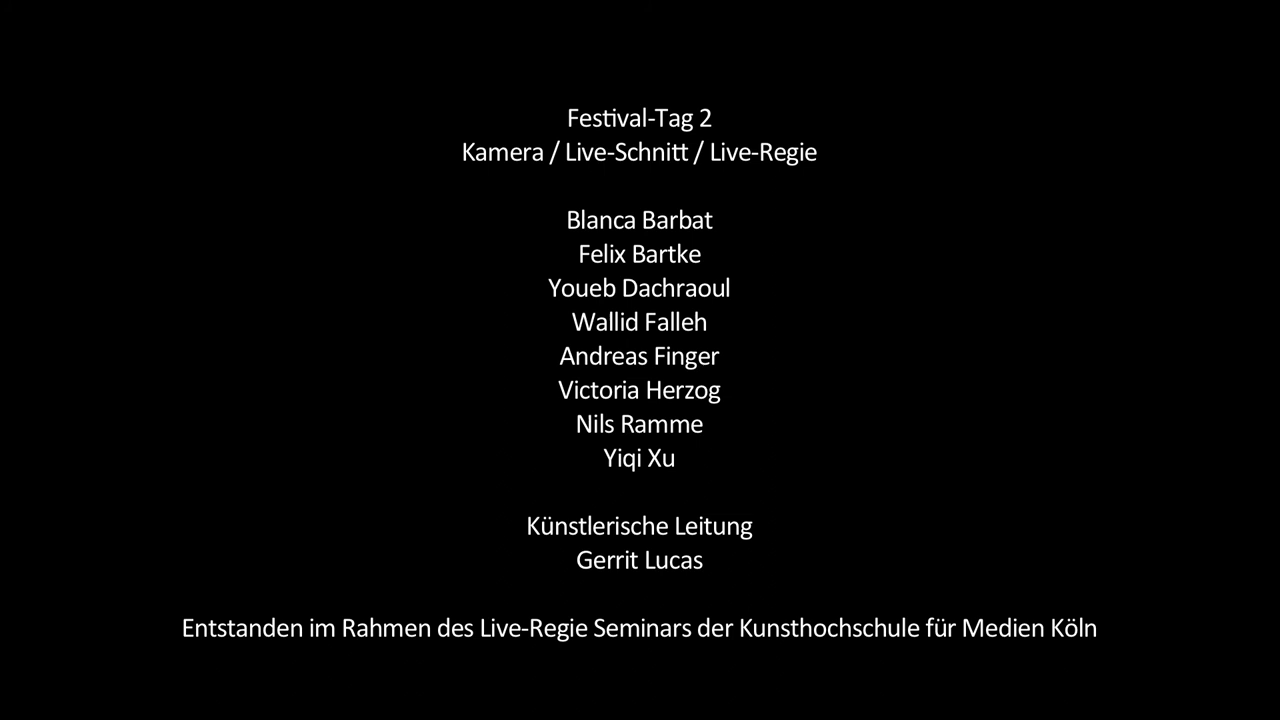 Festival-Tag 2
Kamera / Live-Schnitt / Live-Regie
Blanca Barbat
Felix Bartke
Youeb Dachraoul
Wallid Falleh
Andreas Finger
Victoria Herzog
Nils Ramme
Yiqi Xu
Künstlerische Leitung
Gerrit Lucas
Entstanden im Rahmen des Live-Regie Seminars der Kunsthochschule für Medien Köln